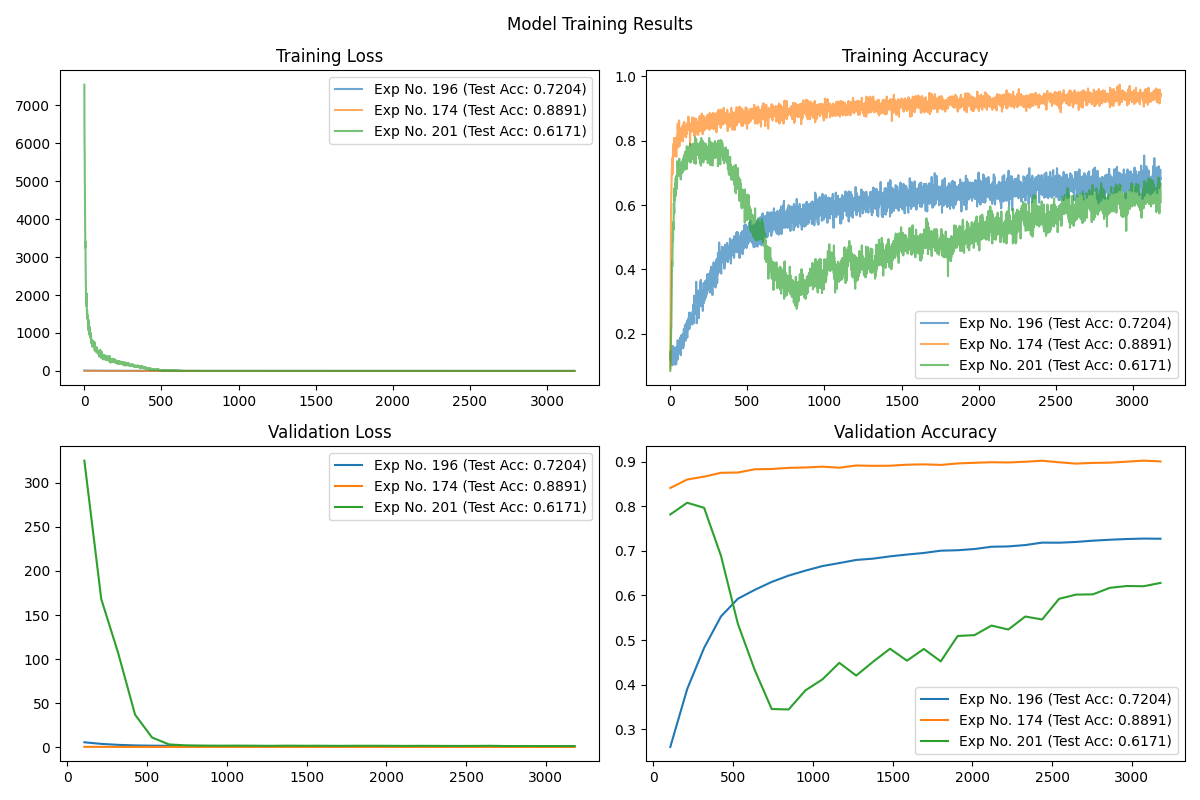 Model Training Results
Training Loss
Exp No. 196 (Test Acc: 0.7204)
Exp No. 174 (Test Acc: 0.8891)
Exp No. 201 (Test Acc: 0.6171)
7000
6000
5000
4000
3000
2000
1000
0
0 500 1000 1500 2000 2500 3000
Training Accuracy
1.0
0.8
0.6
0.4
0.2
Exp No. 196 (Test Acc: 0.7204)
Exp No. 174 (Test Acc: 0.8891)
Exp No. 201 (Test Acc: 0.6171)
0 500 1000 1500 2000 2500 3000
Validation Loss
Exp No. 196 (Test Acc: 0.7204)
Exp No. 174 (Test Acc: 0.8891)
Exp No. 201 (Test Acc: 0.6171)
300
250
200
150
100
50
0
0 500 1000 1500 2000 2500 3000
Validation Accuracy
0.9
0.8
0.7
0.6
0.5
0.4
0.3
Exp No. 196 (Test Acc: 0.7204)
Exp No. 174 (Test Acc: 0.8891)
Exp No. 201 (Test Acc: 0.6171)
0 500 1000 1500 2000 2500 3000